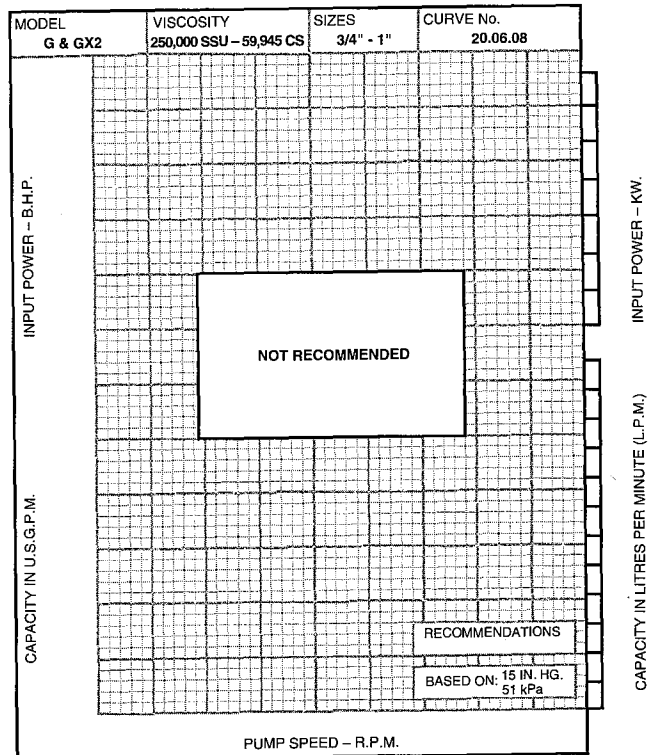 MODEL
G & GX2
VISCOSITY
250,000 SSU – 59,945 CS
SIZES
3/4" - 1"
CURVE No.
20.06.08
INPUT POWER – B.H.P.
INPUT POWER – KW.
NOT RECOMMENDED
CAPACITY IN U.S.G.P.M.
CAPACITY IN LITRES PER MINUTE (L.P.M.)
RECOMMENDATIONS
BASED ON: 15 IN. HG.
51 kPa
PUMP SPEED – R.P.M.